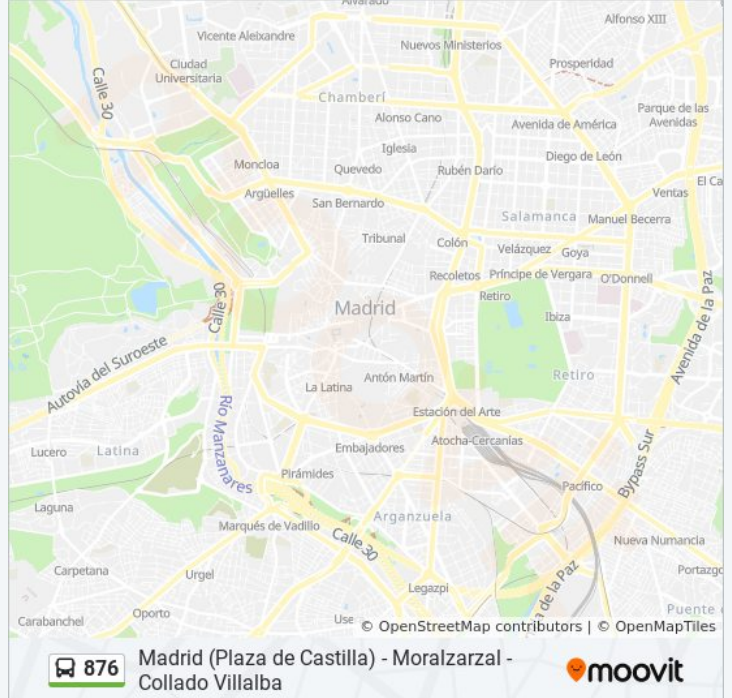 Alvarado
Alfonso XIII
Vicente Aleixandre
Nuevos Ministerios
Ciudad
Universitaria
Prosperidad
Calle 30
Chamberí
Parque de las
Avenidas
Alonso Cano
Avenida de América
Iglesia
Diego de León
Moncloa
Quevedo
Rubén Darío
El Ca
Argüelles
Ventas
San Bernardo
Salamanca
Manuel Becerra
Tribunal
Colón
Velázquez
Goya
Recoletos
Príncipe de Vergara
O'Donnell
Retiro
Calle 30
Madrid
Ibiza
Avenida de la Paz
Autovía del Suroeste
Retiro
La Latina
Antón Martín
Estación del Arte
Río Manzanares
Atocha-Cercanías
Lucero
Latina
Embajadores
Bypass Sur
Pirámides
Pacífico
Laguna
Arganzuela
Marqués de Vadillo
Calle 30
Nueva Numancia
Carpetana
Urgel
Portazgo
a de la Paz
Legazpi
Oporto
Puente
Carabanchel
Use
© OpenStreetMap contributors | © OpenMapTiles
876
Madrid (Plaza de Castilla) - Moralzarzal -
Collado Villalba
moovit